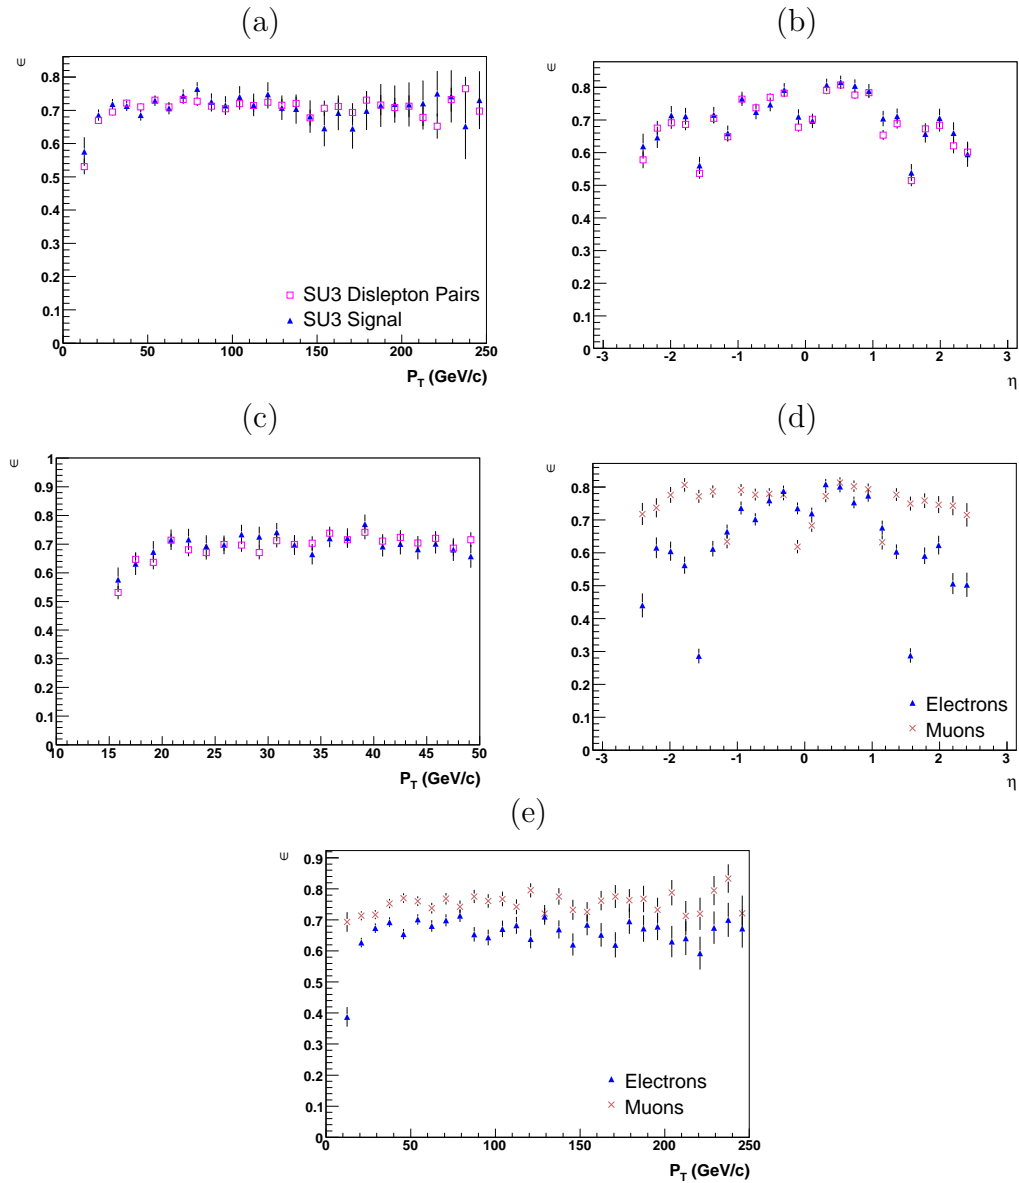 (a)
∈
0.8
0.7
0.6
0.5
0.4
0.3
0.2
0.1
0
SU3 Dislepton Pairs
SU3 Signal
0 50 100 150 200 250
P_T (GeV/c)
(b)
∈
0.8
0.7
0.6
0.5
0.4
0.3
0.2
0.1
0
-3 -2 -1 0 1 2 3
η
(c)
∈
1
0.9
0.8
0.7
0.6
0.5
0.4
0.3
0.2
0.1
0
10 15 20 25 30 35 40 45 50
P_T (GeV/c)
(d)
∈
0.8
0.7
0.6
0.5
0.4
0.3
0.2
0.1
0
Electrons
Muons
-3 -2 -1 0 1 2 3
η
(e)
∈
0.9
0.8
0.7
0.6
0.5
0.4
0.3
0.2
0.1
0
Electrons
Muons
0 50 100 150 200 250
P_T (GeV/c)